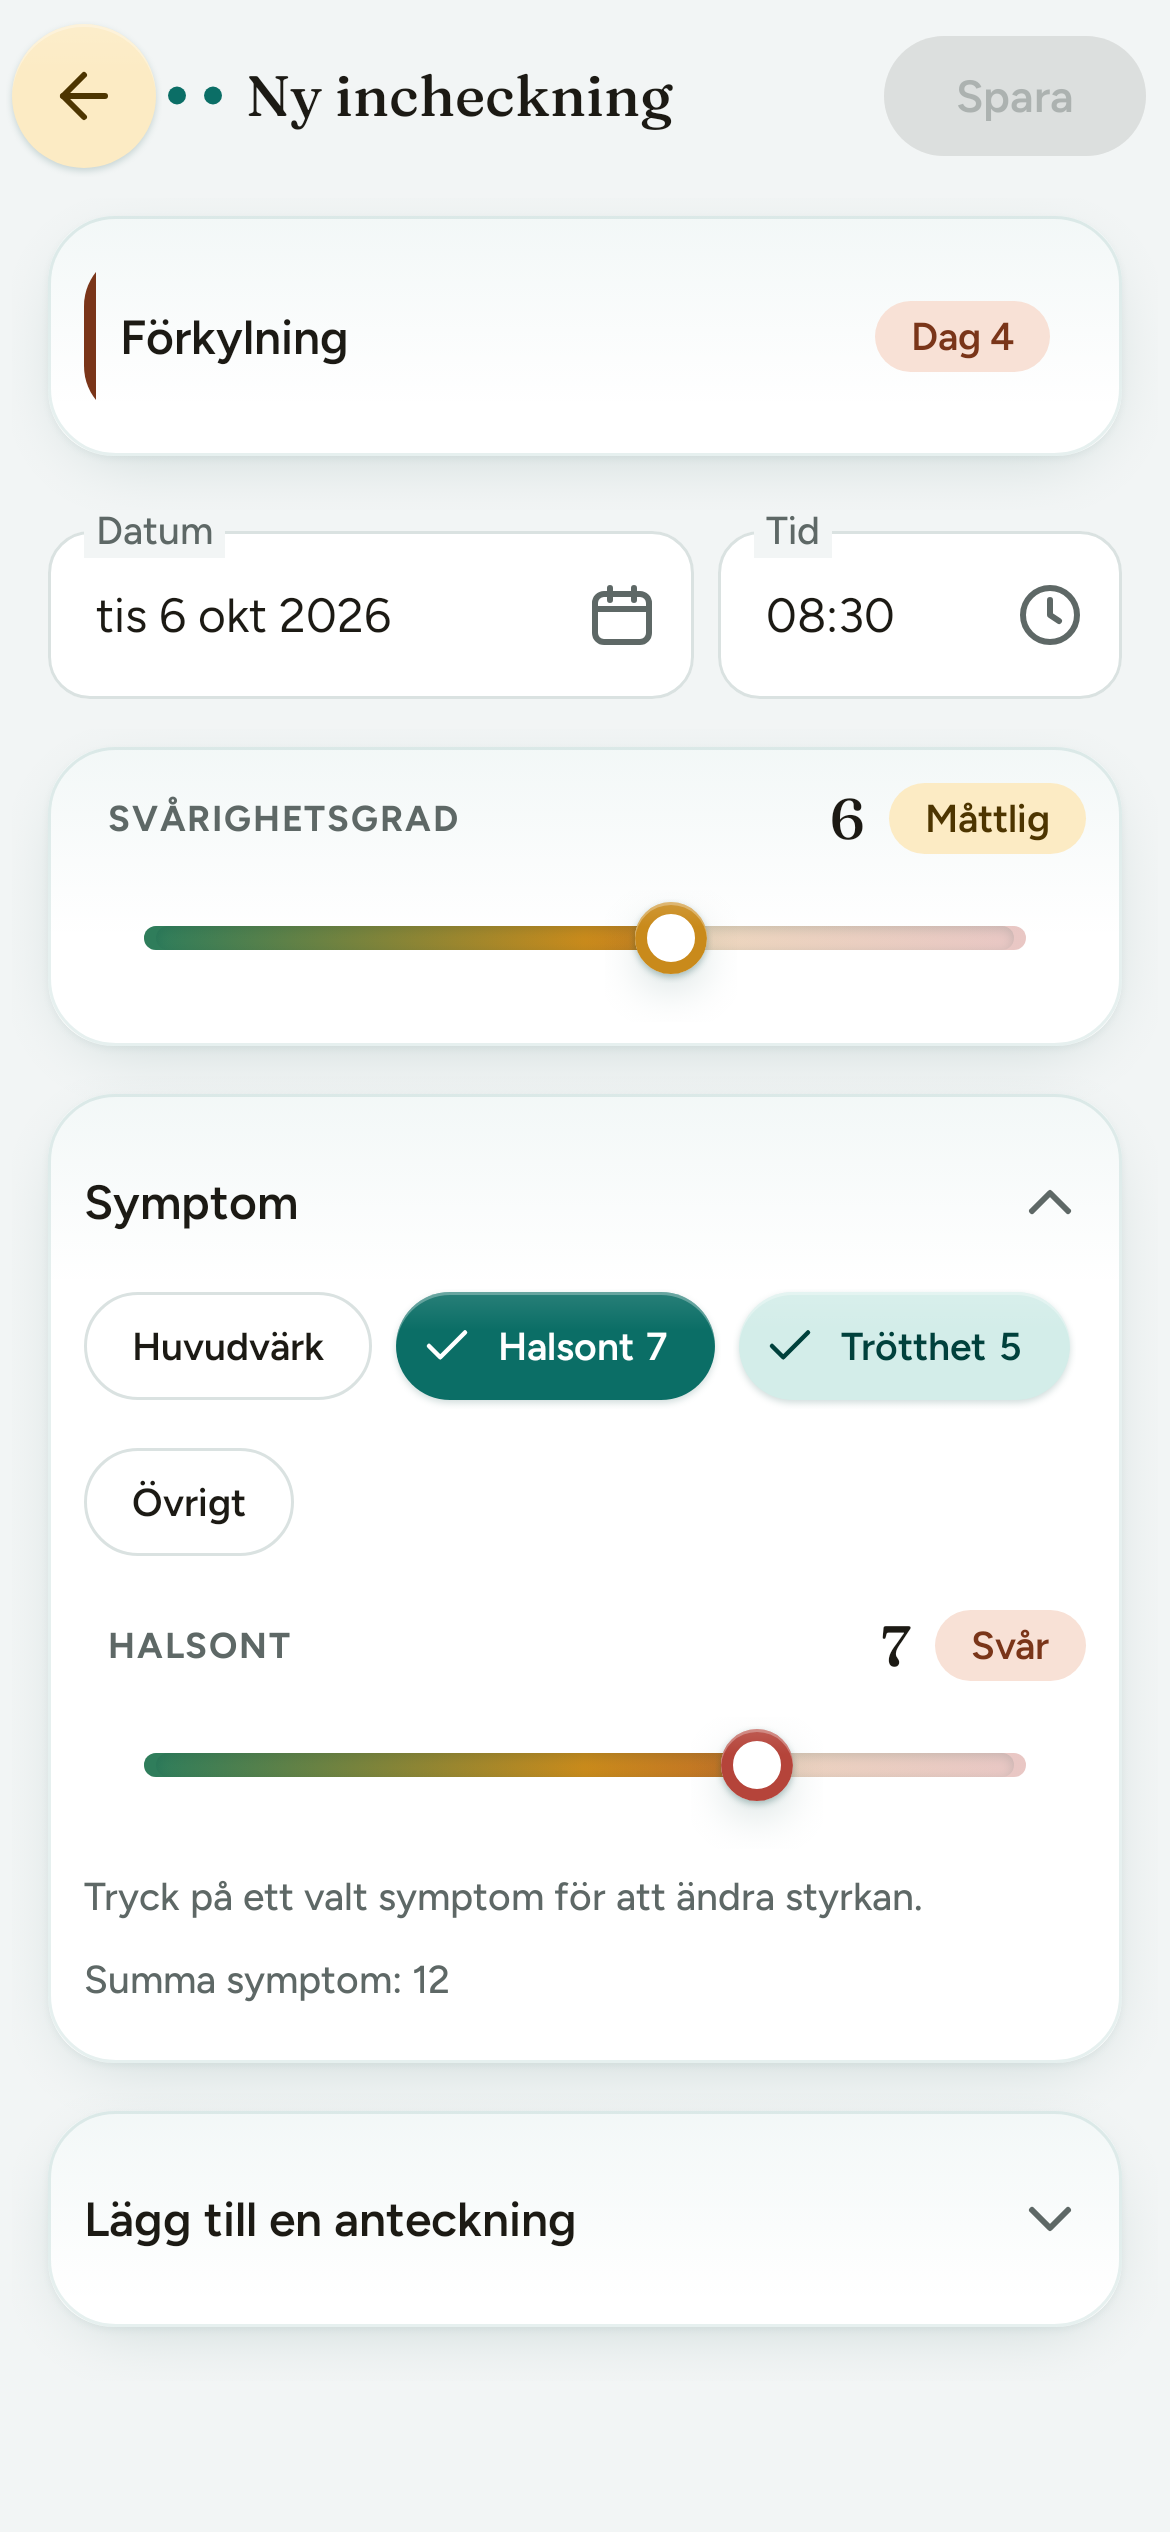 Ny incheckning
Spara
Förkylning
Dag 4
Datum
Tid
tis 6 okt 2026
08:30
SVÅRIGHETSGRAD
6
Måttlig
Symptom
Huvudvärk
Halsont 7
Trötthet 5
Övrigt
HALSONT
7
Svår
Tryck på ett valt symptom för att ändra styrkan.
Summa symptom: 12
Lägg till en anteckning